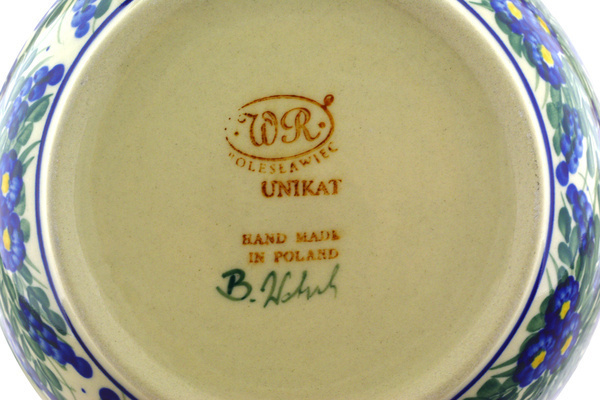 WR
BOLESŁAWIEC
UNIKAT
HAND MADE
IN POLAND
B.